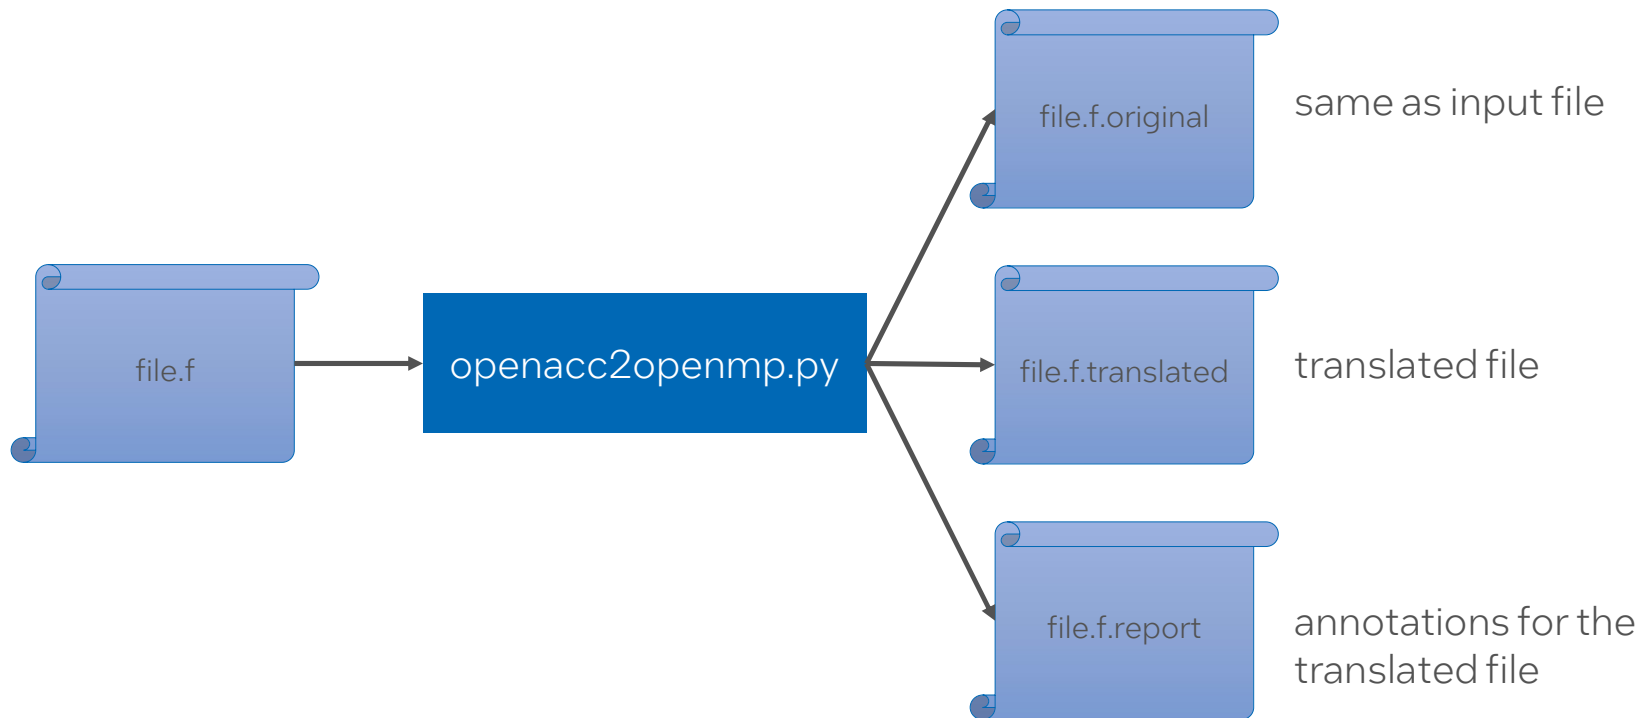 file.f
openacc2openmp.py
file.f.original
same as input file
file.f.translated
translated file
file.f.report
annotations for the
translated file